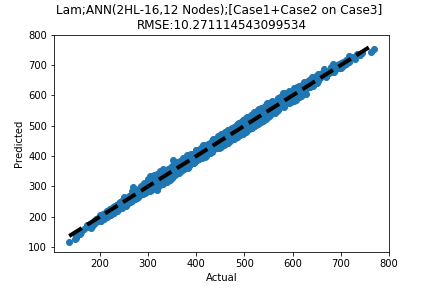 Lam;ANN(2HL-16,12 Nodes);[Case1+Case2 on Case3]
RMSE:10.271114543099534
800
700
600
500
400
300
200
100
Predicted
200 300 400 500 600 700 800
Actual